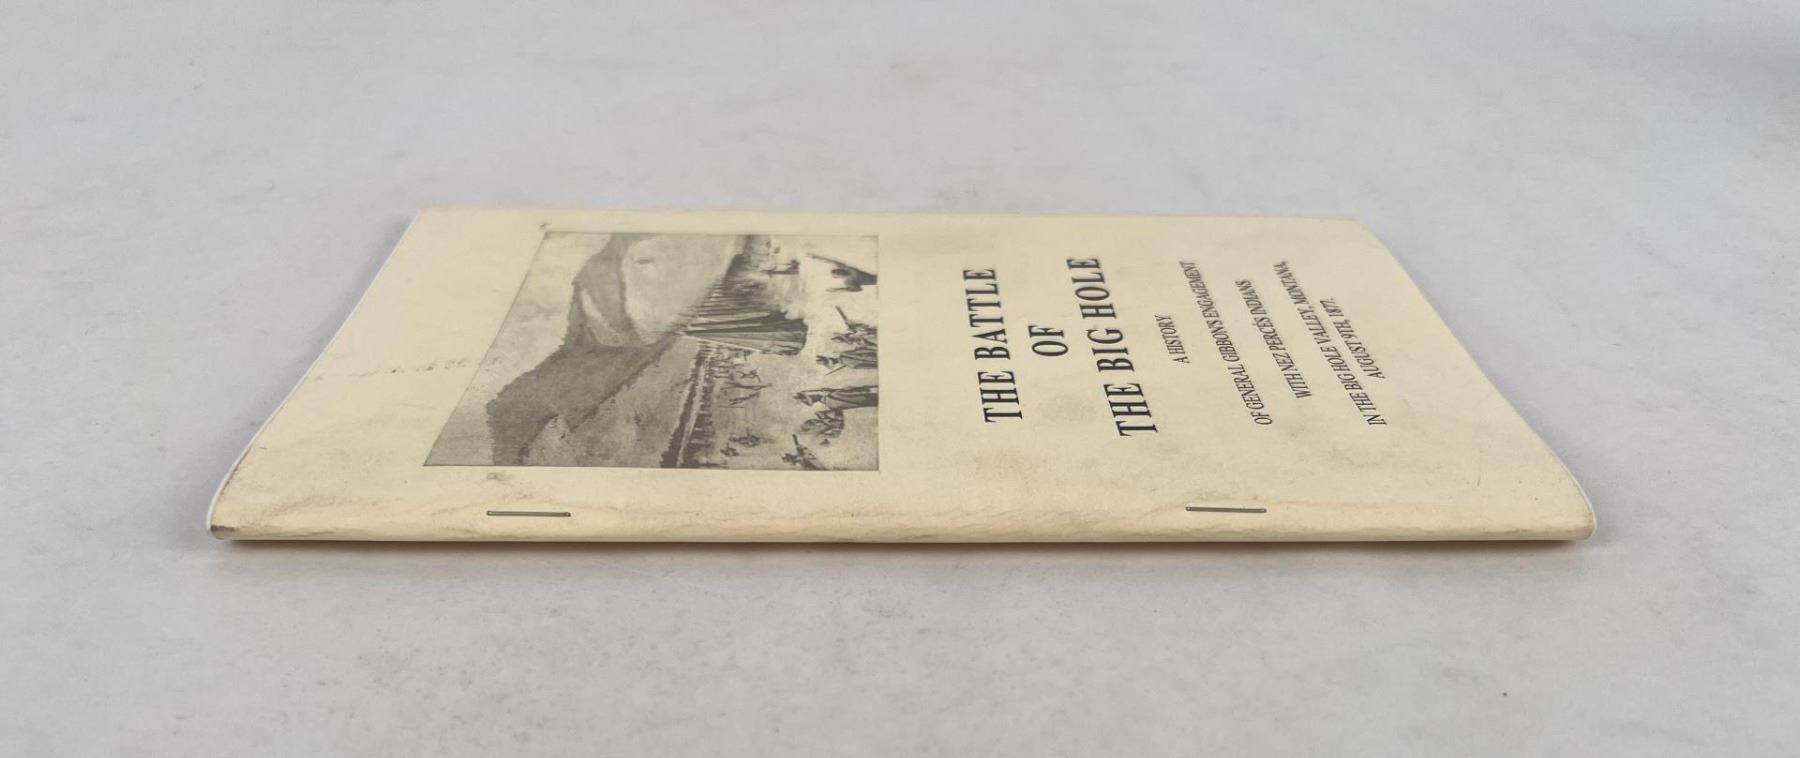 THE BATTLE
OF
THE BIG HOLE
A HISTORY
OF GENERAL GIBBON'S ENGAGEMENT
WITH NEZ PERCÉS INDIANS
IN THE BIG HOLE VALLEY, MONTANA,
AUGUST 9TH, 1877.